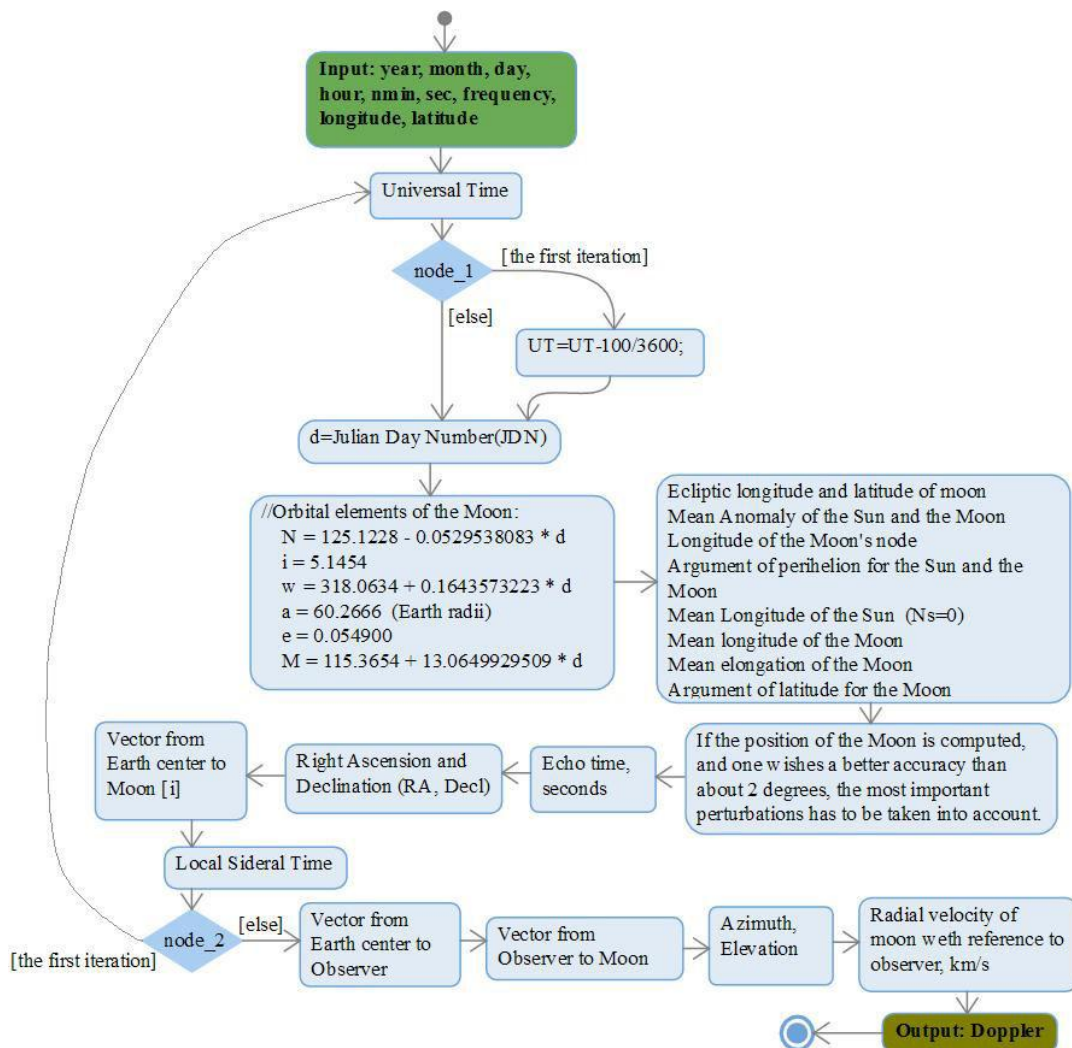 Input: year, month, day,
hour, nmin, sec, frequency,
longitude, latitude
Universal Time
[the first iteration]
node_1
[else]
UT=UT-100/3600;
d=Julian Day Number(JDN)
//Orbital elements of the Moon:
N = 125.1228 - 0.0529538083 * d
i = 5.1454
w = 318.0634 + 0.1643573223 * d
a = 60.2666 (Earth radii)
e = 0.054900
M = 115.3654 + 13.0649929509 * d
Ecliptic longitude and latitude of moon
Mean Anomaly of the Sun and the Moon
Longitude of the Moon's node
Argument of perihelion for the Sun and the
Moon
Mean Longitude of the Sun (Ns=0)
Mean longitude of the Moon
Mean elongation of the Moon
Argument of latitude for the Moon
If the position of the Moon is computed,
and one wishes a better accuracy than
about 2 degrees, the most important
perturbations has to be taken into account.
Echo time,
seconds
Right Ascension and
Declination (RA, Decl)
Vector from
Earth center to
Moon [i]
Local Sideral Time
node_2
[the first iteration]
[else]
Vector from
Earth center to
Observer
Vector from
Observer to Moon
Azimuth,
Elevation
Radial velocity of
moon weth reference to
observer, km/s
Output: Doppler